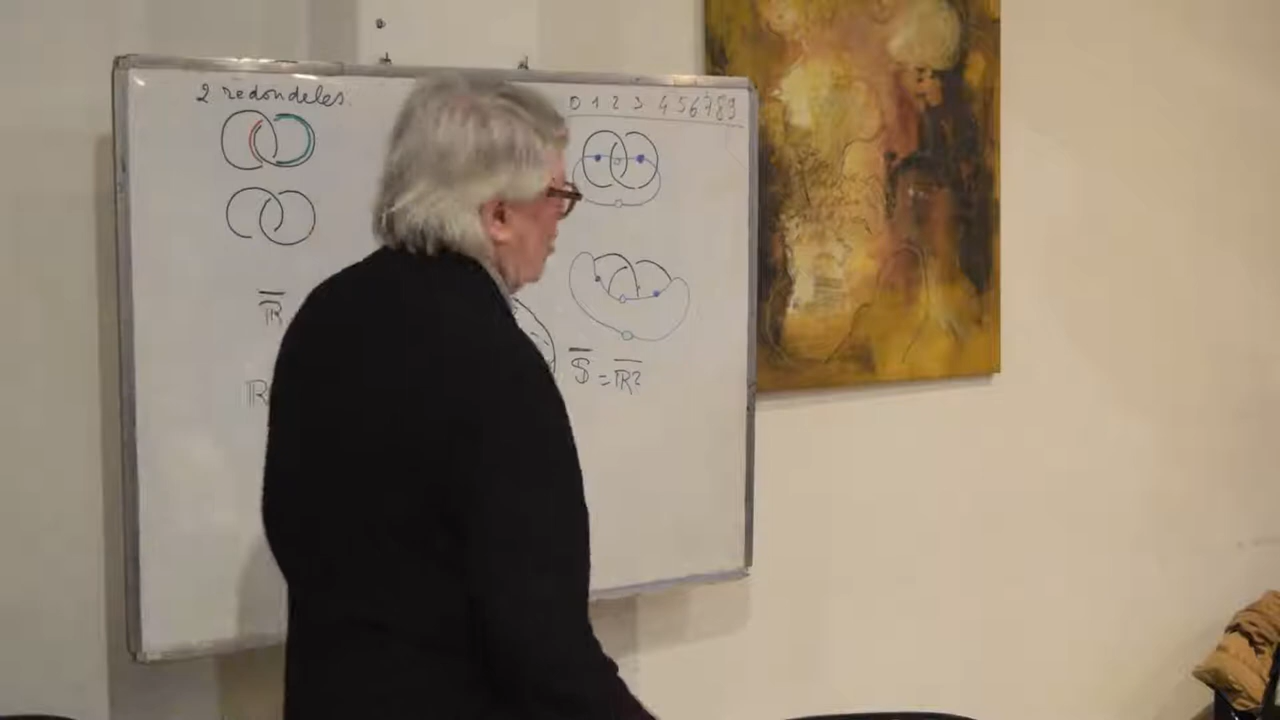 2 redondeles.
0 1 2 3 4 5 6 7 8 9
R̅
R
S̅ = R̅²